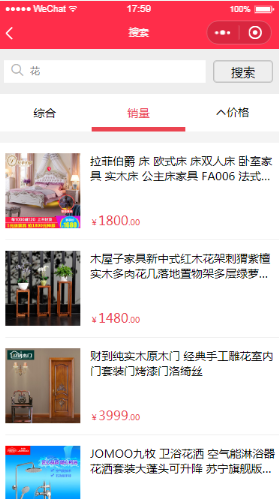 WeChat 17:59 100%
搜索
花 搜索
综合 销量 价格
拉菲伯爵 床 欧式床 床双人床 卧室家
具 实木床 公主床家具 FA006 法式...
¥1800.00
木屋子家具新中式红木花架刺猬紫檀
实木多肉花几落地置物架多层绿萝...
¥1480.00
财到纯实木原木门 经典手工雕花室内
门套装门烤漆门洛绮丝
¥3999.00
JOMOO九牧 卫浴花洒 空气能淋浴器
花洒套装大莲头可升降 苏宁旗舰版...